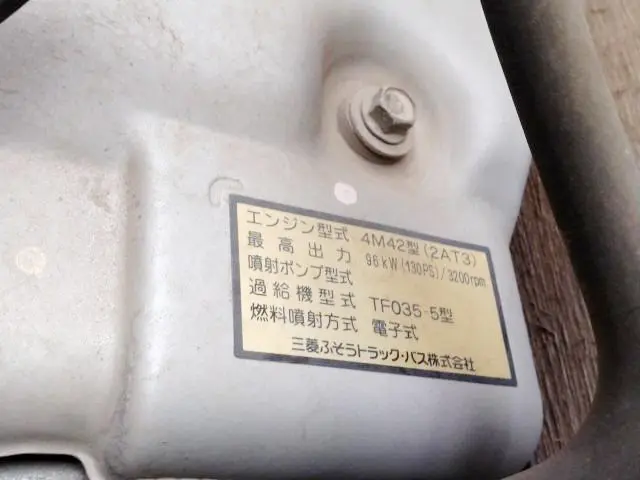 エンジン型式 4M42型(2AT3)
最高出力 96kW(130PS)/3200rpm
噴射ポンプ型式
過給機型式 TF035-5型
燃料噴射方式 電子式
三菱ふそうトラック・バス株式会社